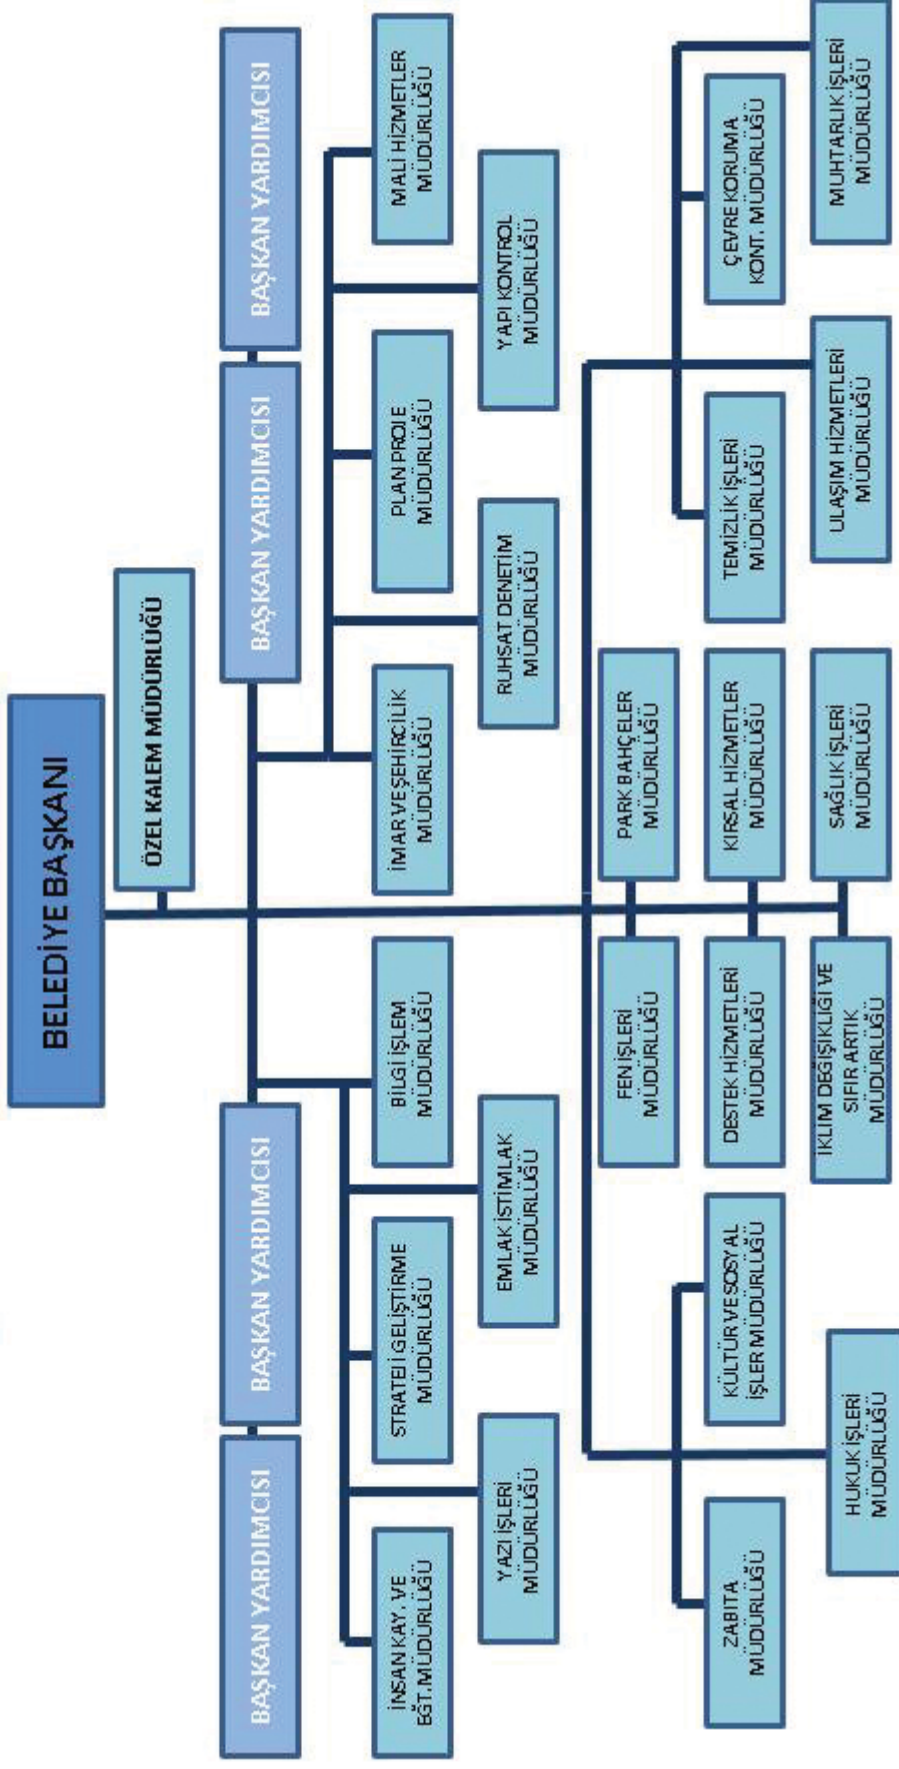 BELEDİYE BAŞKANI
ÖZEL KALEM MÜDÜRLÜĞÜ
BAŞKAN YARDIMCISI
BAŞKAN YARDIMCISI
BAŞKAN YARDIMCISI
BAŞKAN YARDIMCISI
İNSAN KAY. VE
EĞT.MÜDÜRLÜĞÜ
STRATEJİ GELİŞTİRME
MÜDÜRLÜĞÜ
BİLGİ İŞLEM
MÜDÜRLÜĞÜ
İMAR VE ŞEHİRCİLİK
MÜDÜRLÜĞÜ
PLAN PROJE
MÜDÜRLÜĞÜ
MALİ HİZMETLER
MÜDÜRLÜĞÜ
YAZI İŞLERİ
MÜDÜRLÜĞÜ
EMLAK İSTİMLAK
MÜDÜRLÜĞÜ
RUHSAT DENETİM
MÜDÜRLÜĞÜ
YAPI KONTROL
MÜDÜRLÜĞÜ
FEN İŞLERİ
MÜDÜRLÜĞÜ
PARK BAHÇELER
MÜDÜRLÜĞÜ
ZABITA
MÜDÜRLÜĞÜ
KÜLTÜR VE SOSYAL
İŞLER MÜDÜRLÜĞÜ
DESTEK HİZMETLERİ
MÜDÜRLÜĞÜ
KIRSAL HİZMETLER
MÜDÜRLÜĞÜ
TEMİZLİK İŞLERİ
MÜDÜRLÜĞÜ
ÇEVRE KORUMA
KONT. MÜDÜRLÜĞÜ
HUKUK İŞLERİ
MÜDÜRLÜĞÜ
İKLİM DEĞİŞİKLİĞİ VE
SIFIR ARTIK
MÜDÜRLÜĞÜ
SAĞLIK İŞLERİ
MÜDÜRLÜĞÜ
ULAŞIM HİZMETLERİ
MÜDÜRLÜĞÜ
MUHTARLIK İŞLERİ
MÜDÜRLÜĞÜ